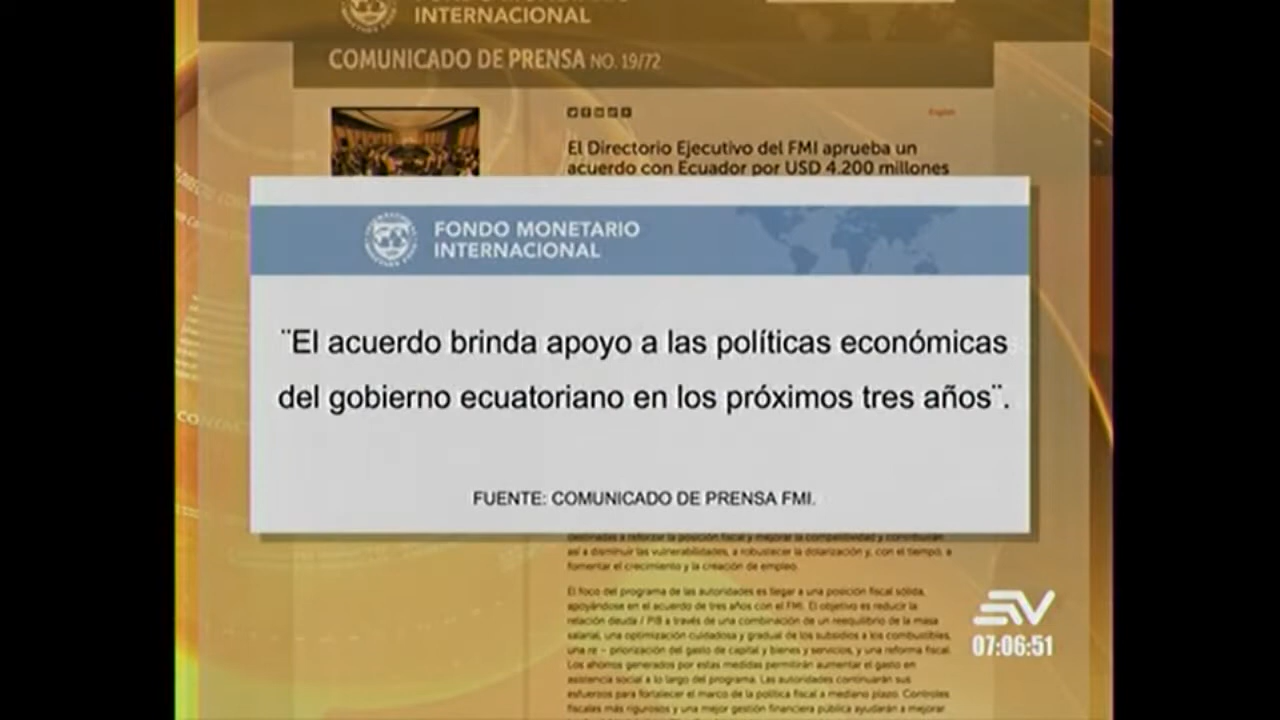 INTERNACIONAL
COMUNICADO DE PRENSA NO. 19/72
English
El Directorio Ejecutivo del FMI aprueba un
acuerdo con Ecuador por USD 4.200 millones
FONDO MONETARIO
INTERNACIONAL
¨El acuerdo brinda apoyo a las políticas económicas
del gobierno ecuatoriano en los próximos tres años¨.
FUENTE: COMUNICADO DE PRENSA FMI.
destinadas a reforzar la posición fiscal y mejorar la competitividad y contribuirán
así a disminuir las vulnerabilidades, a robustecer la dolarización y, con el tiempo, a
fomentar el crecimiento y la creación de empleo.
El foco del programa de las autoridades es llegar a una posición fiscal sólida,
apoyándose en el acuerdo de tres años con el FMI. El objetivo es reducir la
relación deuda / PIB a través de una combinación de un reequilibrio de la masa
salarial, una optimización cuidadosa y gradual de los subsidios a los combustibles,
una re – priorización del gasto de capital y bienes y servicios, y una reforma fiscal.
Los ahorros generados por estas medidas permitirán aumentar el gasto en
asistencia social a lo largo del programa. Las autoridades continuarán sus
esfuerzos para fortalecer el marco de la política fiscal a mediano plazo. Controles
fiscales más rigurosos y una mejor gestión financiera pública ayudarán a mejorar
07:06:51